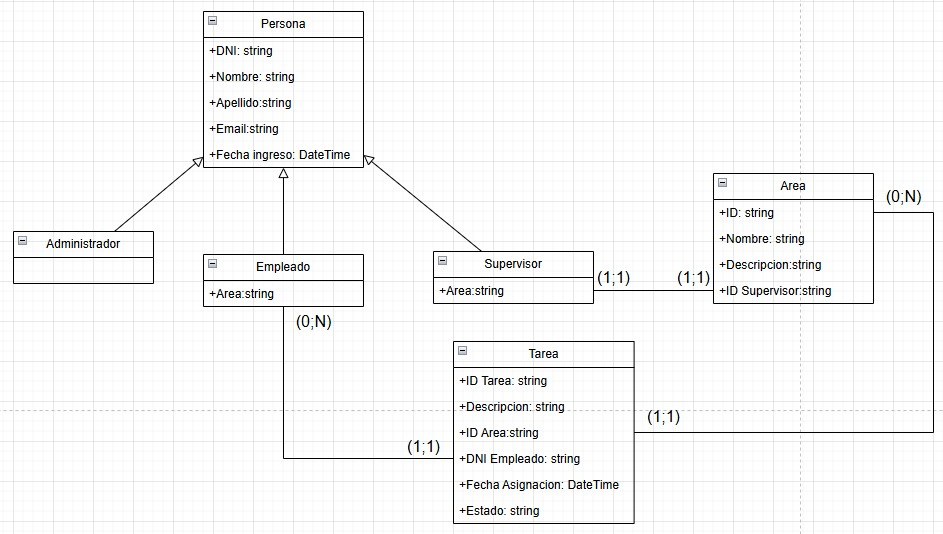 Persona
+DNI: string
+Nombre: string
+Apellido:string
+Email:string
+Fecha ingreso: DateTime
Administrador
Empleado
+Area:string
(0;N)
Supervisor
+Area:string
(1;1)
(1;1)
Area
+ID: string
+Nombre: string
+Descripcion:string
+ID Supervisor:string
(0;N)
Tarea
+ID Tarea: string
+Descripcion: string
+ID Area:string
+DNI Empleado: string
+Fecha Asignacion: DateTime
+Estado: string
(1;1)
(1;1)